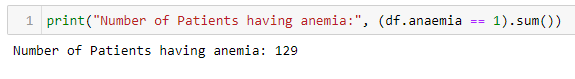 1 print("Number of Patients having anemia:", (df.anaemia == 1).sum())
Number of Patients having anemia: 129